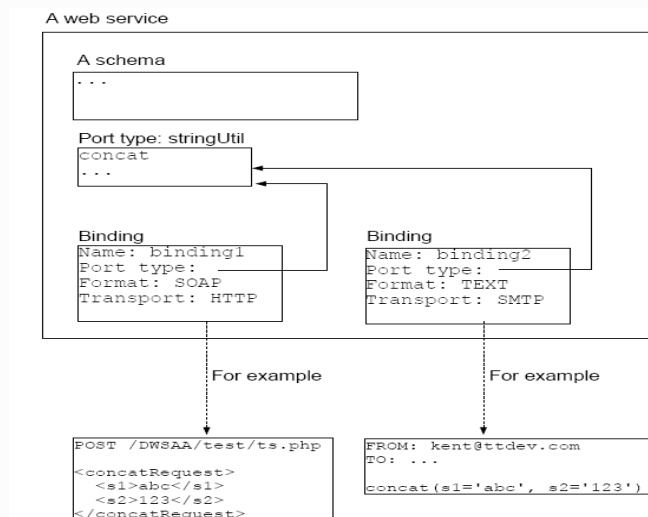 A web service
A schema
...
Port type: stringUtil
concat
...
Binding
Name: binding1
Port type:
Format: SOAP
Transport: HTTP
Binding
Name: binding2
Port type:
Format: TEXT
Transport: SMTP
For example
For example
POST /DWSAA/test/ts.php
<concatRequest>
<s1>abc</s1>
<s2>123</s2>
</concatRequest>
FROM: kent@ttdev.com
TO: ...
concat(s1='abc', s2='123')